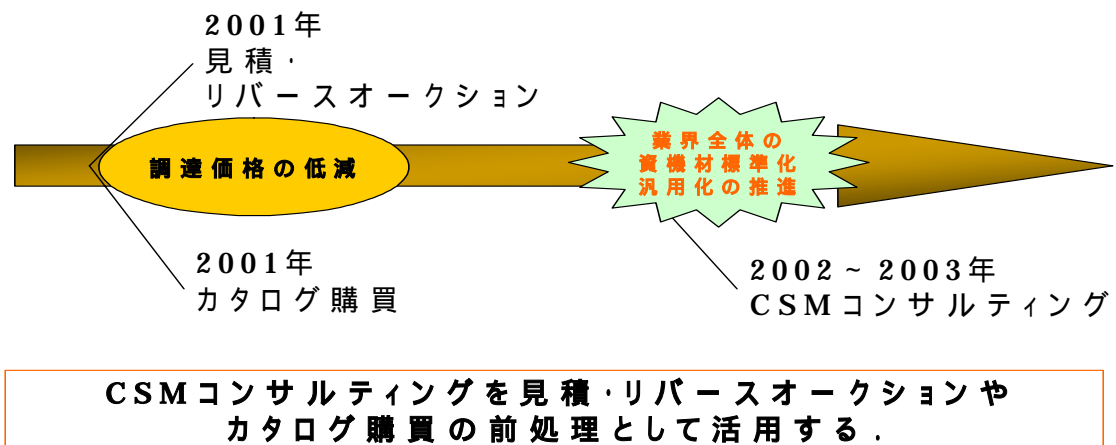 2001年
見積・
リバースオークション
調達価格の低減
業界全体の
資機材標準化
汎用化の推進
2001年
カタログ購買
2002~2003年
CSMコンサルティング
CSMコンサルティングを見積・リバースオークションや
カタログ購買の前処理として活用する.